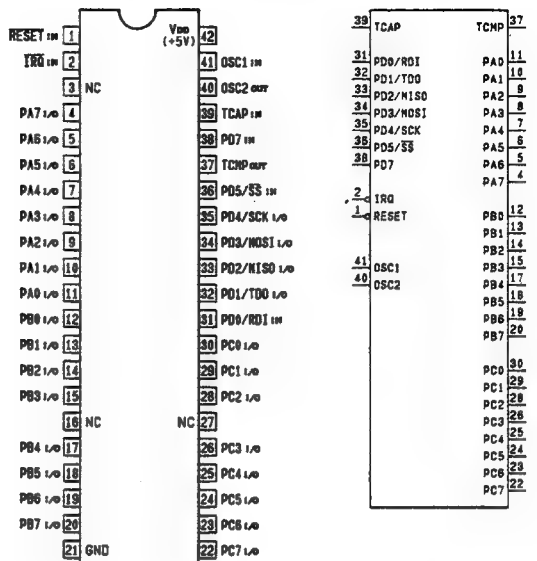 RESET IN 1 VDD 42
(+5V)
IRQ IN 2 41 OSC1 IN
3 NC 40 OSC2 OUT
PA7 I/O 4 39 TCAP IN
PA6 I/O 5 38 PD7 IN
PA5 I/O 6 37 TCMP OUT
PA4 I/O 7 36 PD5/SS IN
PA3 I/O 8 35 PD4/SCK I/O
PA2 I/O 9 34 PD3/MOSI I/O
PA1 I/O 10 33 PD2/MISO I/O
PA0 I/O 11 32 PD1/TDO I/O
PB0 I/O 12 31 PD0/RDI IN
PB1 I/O 13 30 PC0 I/O
PB2 I/O 14 29 PC1 I/O
PB3 I/O 15 28 PC2 I/O
16 NC NC 27
PB4 I/O 17 26 PC3 I/O
PB5 I/O 18 25 PC4 I/O
PB6 I/O 19 24 PC5 I/O
PB7 I/O 20 23 PC6 I/O
21 GND 22 PC7 I/O
39 TCAP TCMP 37
31 PD0/RDI PA0 11
32 PD1/TDO PA1 10
33 PD2/MISO PA2 9
34 PD3/MOSI PA3 8
35 PD4/SCK PA4 7
36 PD5/SS PA5 6
38 PD7 PA6 5
PA7 4
2 IRQ
1 RESET PB0 12
PB1 13
PB2 14
41 OSC1 PB3 15
40 OSC2 PB4 17
PB5 18
PB6 19
PB7 20
PC0 30
PC1 29
PC2 28
PC3 26
PC4 25
PC5 24
PC6 23
PC7 22